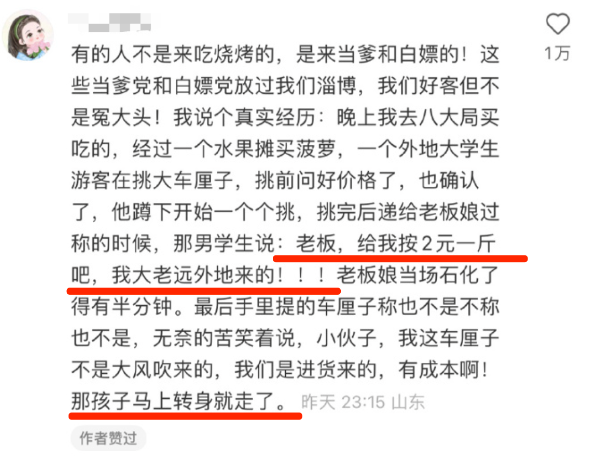 有的人不是来吃烧烤的，是来当爹和白嫖的！这
些当爹党和白嫖党放过我们淄博，我们好客但不
是冤大头！我说个真实经历：晚上我去八大局买
吃的，经过一个水果摊买菠萝，一个外地大学生
游客在挑大车厘子，挑前问好价格了，也确认
了，他蹲下开始一个个挑，挑完后递给老板娘过
称的时候，那男学生说：老板，给我按2元一斤
吧，我大老远外地来的！！！老板娘当场石化了
得有半分钟。最后手里提的车厘子称也不是不称
也不是，无奈的苦笑着说，小伙子，我这车厘子
不是大风吹来的，我们是进货来的，有成本啊！
那孩子马上转身就走了。 昨天 23:15 山东
作者赞过
1万